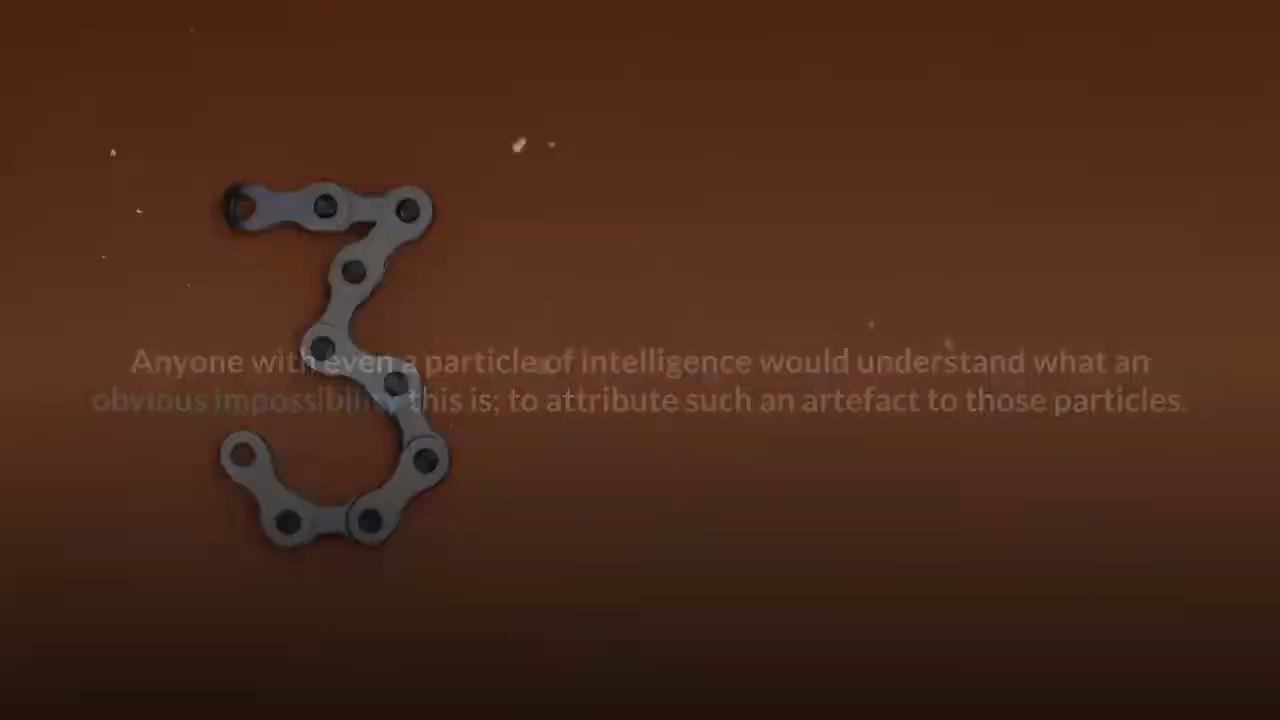 3
Anyone with even a particle of intelligence would understand what an
obvious impossibility this is; to attribute such an artefact to those particles.